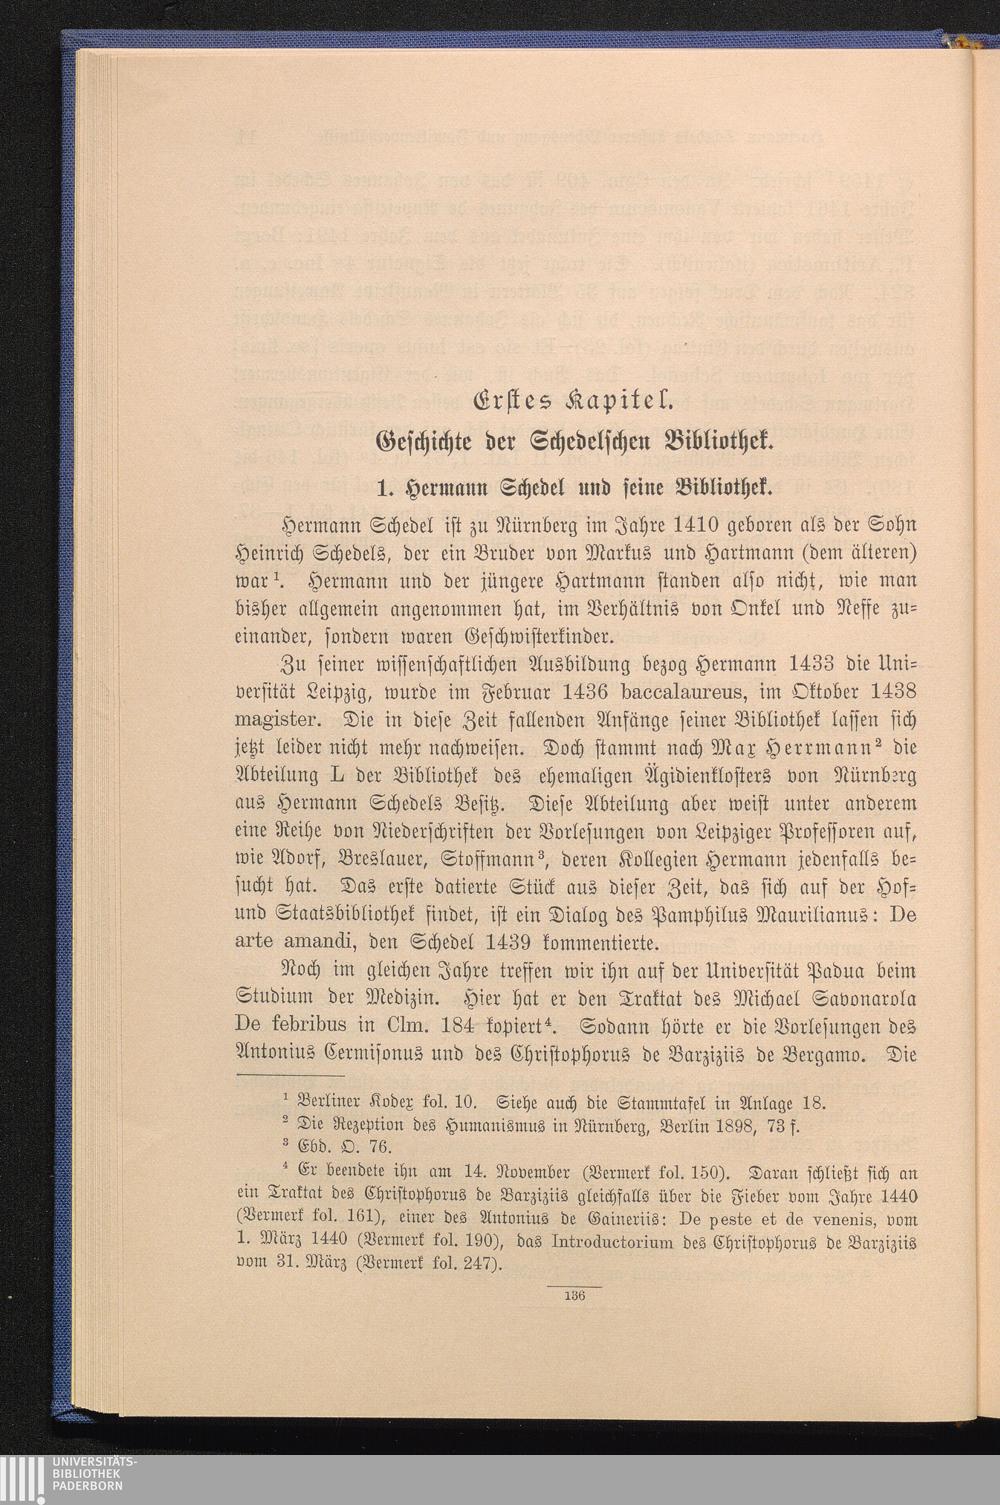 Erstes Kapitel.
Geschichte der Schedelschen Bibliothek.
1. Hermann Schedel und seine Bibliothek.
Hermann Schedel ist zu Nürnberg im Jahre 1410 geboren als der Sohn
Heinrich Schedels, der ein Bruder von Markus und Hartmann (dem älteren)
war¹. Hermann und der jüngere Hartmann standen also nicht, wie man
bisher allgemein angenommen hat, im Verhältnis von Onkel und Neffe zu-
einander, sondern waren Geschwisterkinder.
Zu seiner wissenschaftlichen Ausbildung bezog Hermann 1433 die Uni-
versität Leipzig, wurde im Februar 1436 baccalaureus, im Oktober 1438
magister. Die in diese Zeit fallenden Anfänge seiner Bibliothek lassen sich
jetzt leider nicht mehr nachweisen. Doch stammt nach Max Herrmann² die
Abteilung L der Bibliothek des ehemaligen Ägidienklosters von Nürnberg
aus Hermann Schedels Besitz. Diese Abteilung aber weist unter anderem
eine Reihe von Niederschriften der Vorlesungen von Leipziger Professoren auf,
wie Adorf, Breslauer, Stoffmann³, deren Kollegien Hermann jedenfalls be-
sucht hat. Das erste datierte Stück aus dieser Zeit, das sich auf der Hof-
und Staatsbibliothek findet, ist ein Dialog des Pamphilus Maurilianus: De
arte amandi, den Schedel 1439 kommentierte.
Noch im gleichen Jahre treffen wir ihn auf der Universität Padua beim
Studium der Medizin. Hier hat er den Traktat des Michael Savonarola
De febribus in Clm. 184 kopiert⁴. Sodann hörte er die Vorlesungen des
Antonius Cermisonus und des Christophorus de Barziziis de Bergamo. Die
¹ Berliner Kodex fol. 10. Siehe auch die Stammtafel in Anlage 18.
² Die Rezeption des Humanismus in Nürnberg, Berlin 1898, 73 f.
³ Ebd. O. 76.
⁴ Er beendete ihn am 14. November (Vermerk fol. 150). Daran schließt sich an
ein Traktat des Christophorus de Barziziis gleichfalls über die Fieber vom Jahre 1440
(Vermerk fol. 161), einer des Antonius de Gaineriis: De peste et de venenis, vom
1. März 1440 (Vermerk fol. 190), das Introductorium des Christophorus de Barziziis
vom 31. März (Vermerk fol. 247).
136
UNIVERSITÄTS-
BIBLIOTHEK
PADERBORN